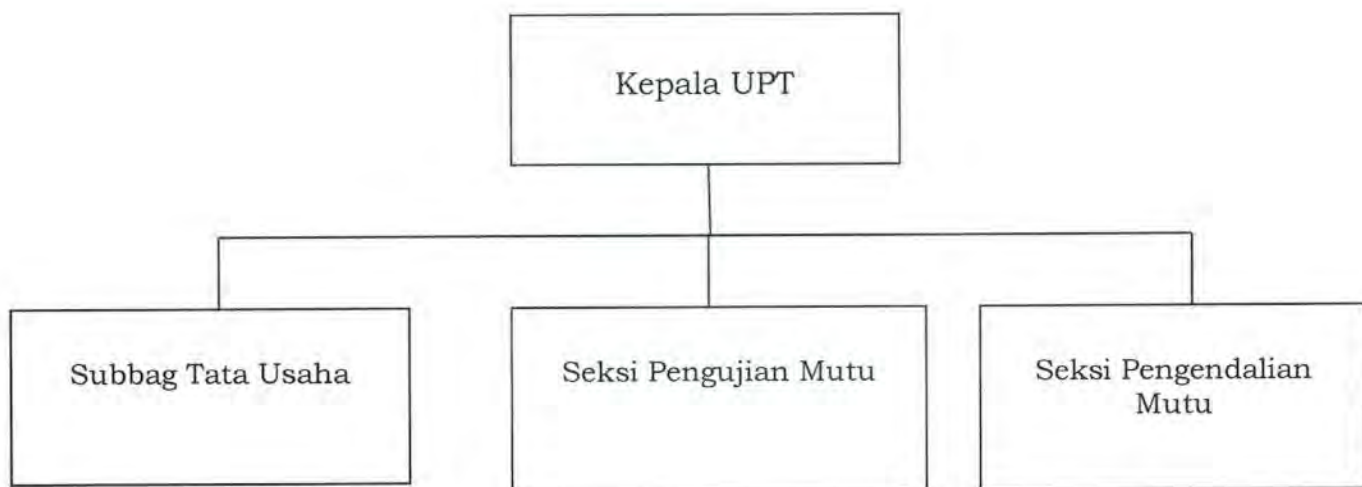 Kepala UPT
Subbag Tata Usaha
Seksi Pengujian Mutu
Seksi Pengendalian
Mutu